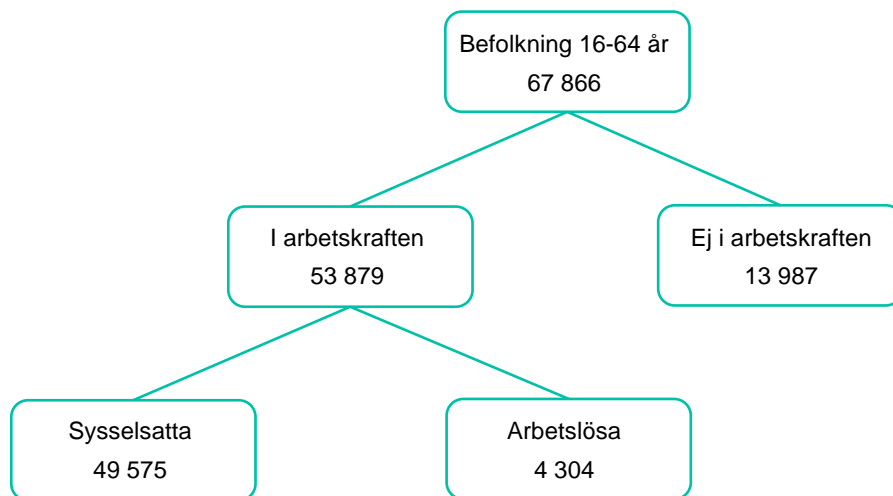 Befolkning 16-64 år
67 866
I arbetskraften
53 879
Ej i arbetskraften
13 987
Sysselsatta
49 575
Arbetslösa
4 304